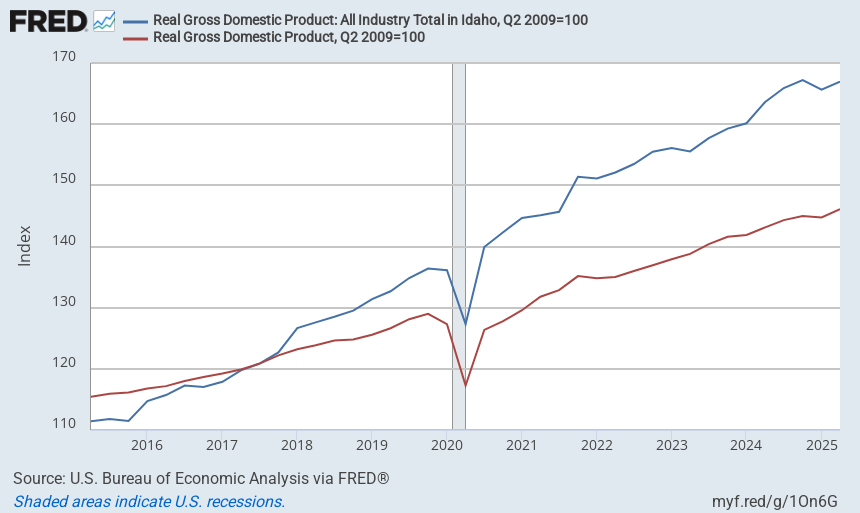 FRED
Real Gross Domestic Product: All Industry Total in Idaho, Q2 2009=100
Real Gross Domestic Product, Q2 2009=100
170
160
150
140
130
120
110
Index
2016 2017 2018 2019 2020 2021 2022 2023 2024 2025
Source: U.S. Bureau of Economic Analysis via FRED®
Shaded areas indicate U.S. recessions.
myf.red/g/1On6G